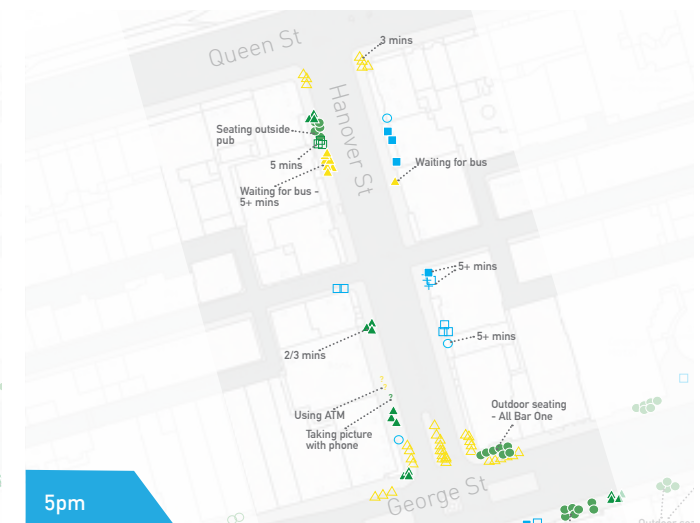 Queen St
3 mins
Hanover St
Seating outside
pub
5 mins
Waiting for bus
Waiting for bus -
5+ mins
5+ mins
5+ mins
2/3 mins
Using ATM
Taking picture
with phone
Outdoor seating
- All Bar One
George St
5pm